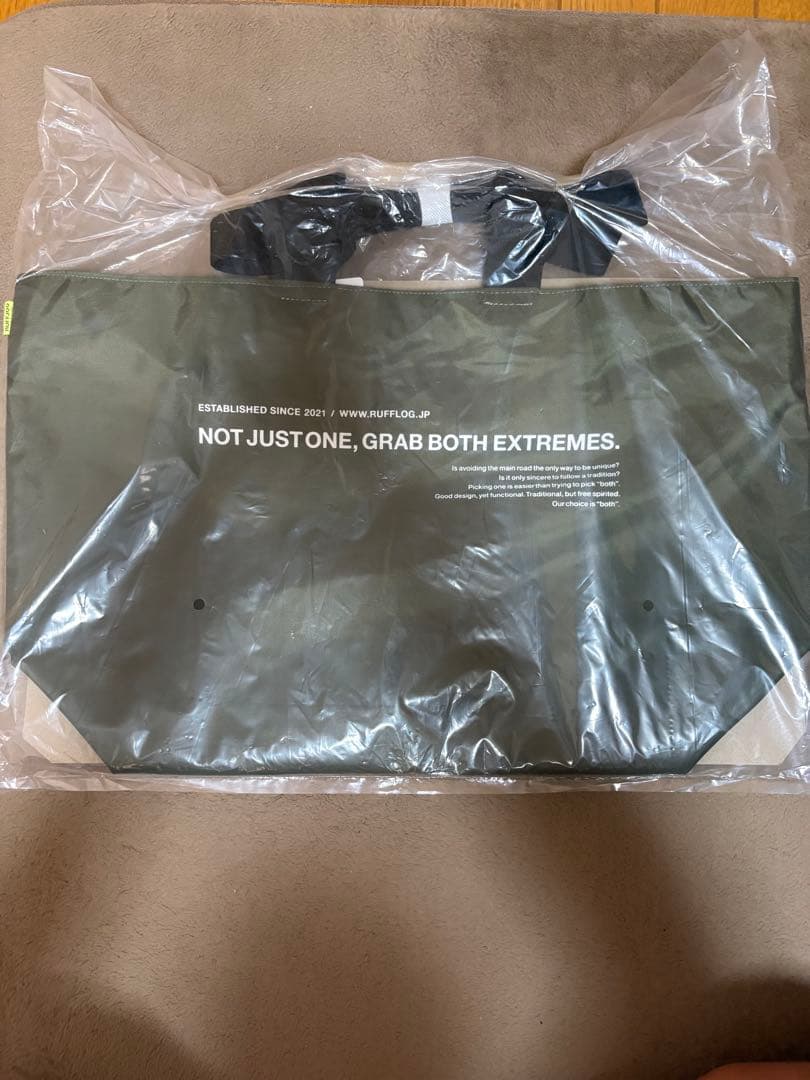 ESTABLISHED SINCE 2021 / WWW.RUFFLOG.JP
NOT JUST ONE, GRAB BOTH EXTREMES.
Is avoiding the main road the only way to be unique?
Is it only sincere to follow a tradition?
Picking one is easier than trying to pick "both".
Good design, yet functional. Traditional, but free spirited.
Our choice is "both".